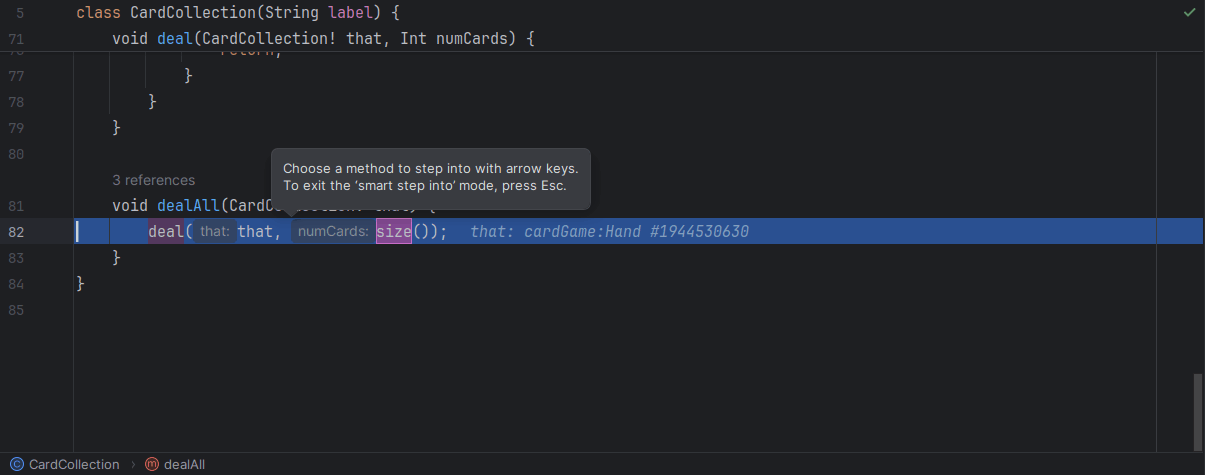 5 class CardCollection(String label) {
71 void deal(CardCollection! that, Int numCards) {
77 }
78 }
79 }
80
Choose a method to step into with arrow keys.
To exit the ‘smart step into’ mode, press Esc.
3 references
81 void dealAll(CardCollection! that) {
82 deal( that: that, numCards: size()); that: cardGame:Hand #1944530630
83 }
84 }
85
CardCollection › dealAll